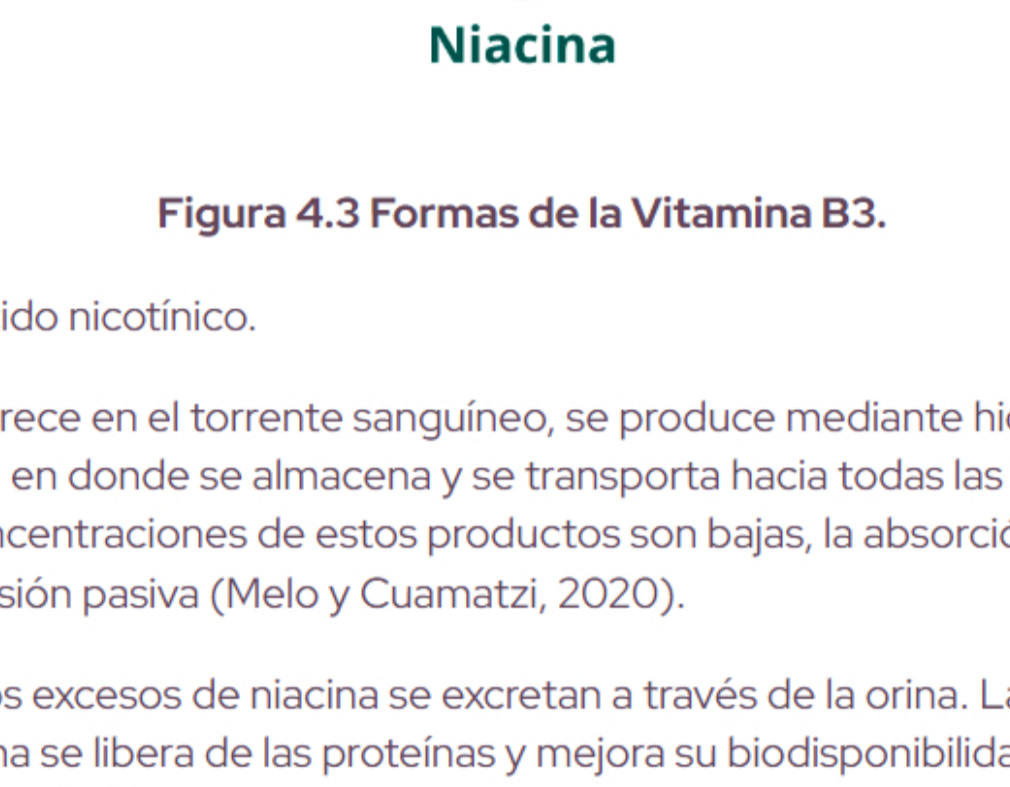 Niacina
Figura 4.3 Formas de la Vitamina B3.
ido nicotínico.
rece en el torrente sanguíneo, se produce mediante hi
en donde se almacena y se transporta hacia todas las
ncentraciones de estos productos son bajas, la absorció
sión pasiva (Melo y Cuamatzi, 2020).
os excesos de niacina se excretan a través de la orina. La
na se libera de las proteínas y mejora su biodisponibilida